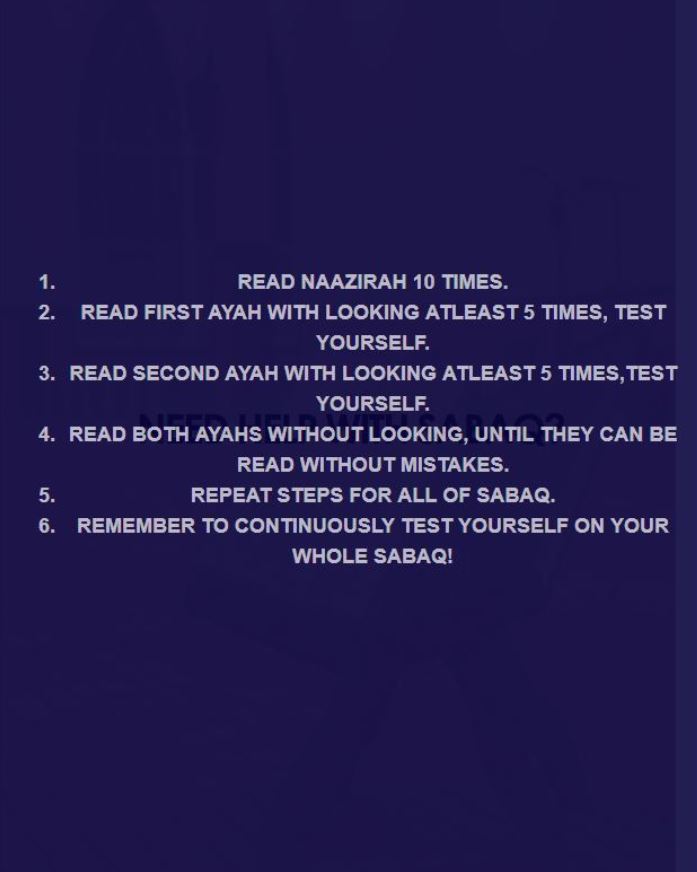 1. READ NAAZIRAH 10 TIMES.
2. READ FIRST AYAH WITH LOOKING ATLEAST 5 TIMES, TEST
YOURSELF.
3. READ SECOND AYAH WITH LOOKING ATLEAST 5 TIMES,TEST
YOURSELF.
NEED HELP WITH SABAQ?
4. READ BOTH AYAHS WITHOUT LOOKING, UNTIL THEY CAN BE
READ WITHOUT MISTAKES.
5. REPEAT STEPS FOR ALL OF SABAQ.
6. REMEMBER TO CONTINUOUSLY TEST YOURSELF ON YOUR
WHOLE SABAQ!